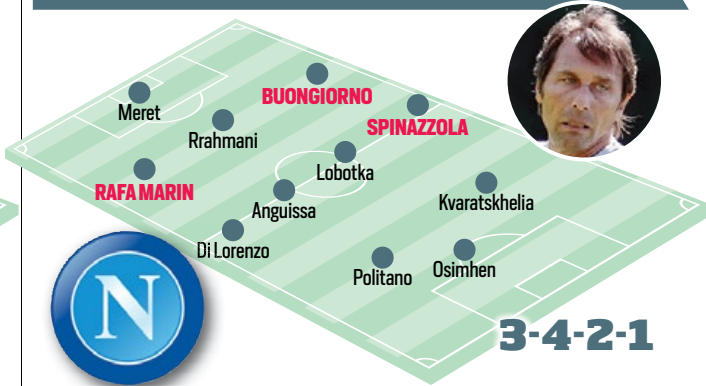 Meret
Rrahmani
BUONGIORNO
SPINAZZOLA
RAFA MARIN
Lobotka
Anguissa
Kvaratskhelia
Di Lorenzo
Politano
Osimhen
N
3-4-2-1